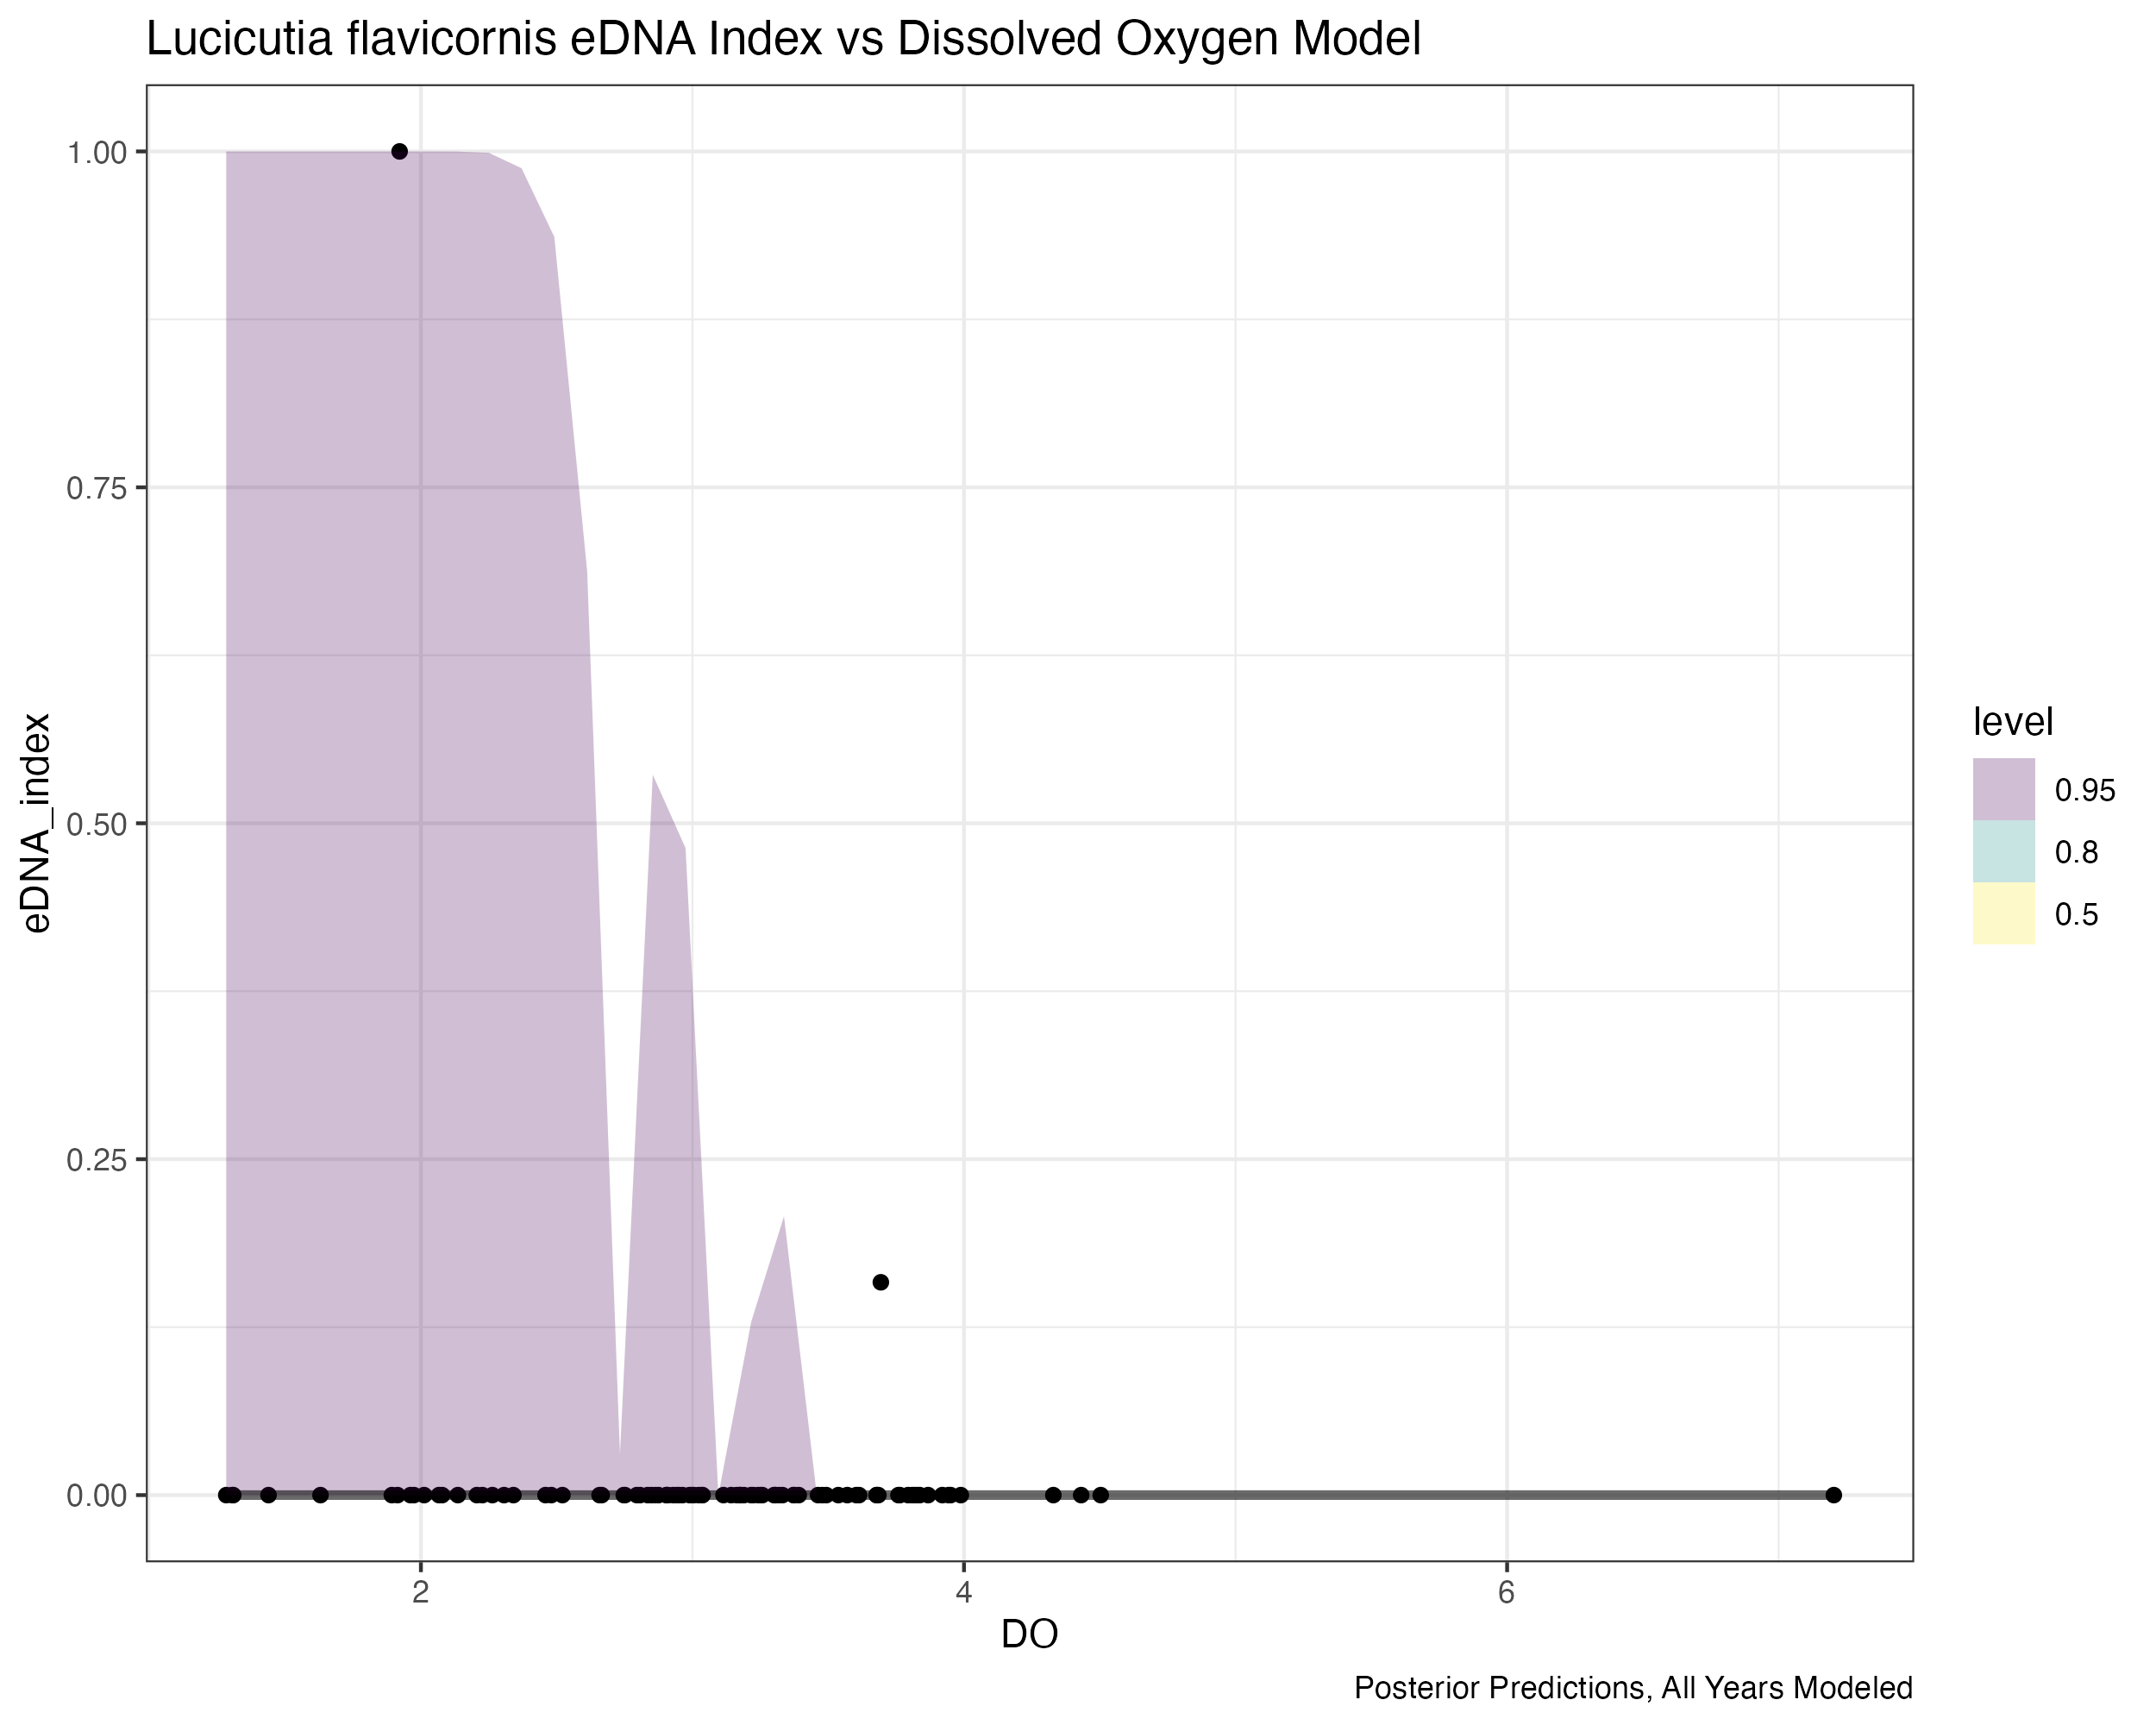 Lucicutia flavicornis eDNA Index vs Dissolved Oxygen Model
1.00
0.75
0.50
0.25
0.00
eDNA_index
2
4
6
DO
level
0.95
0.8
0.5
Posterior Predictions, All Years Modeled